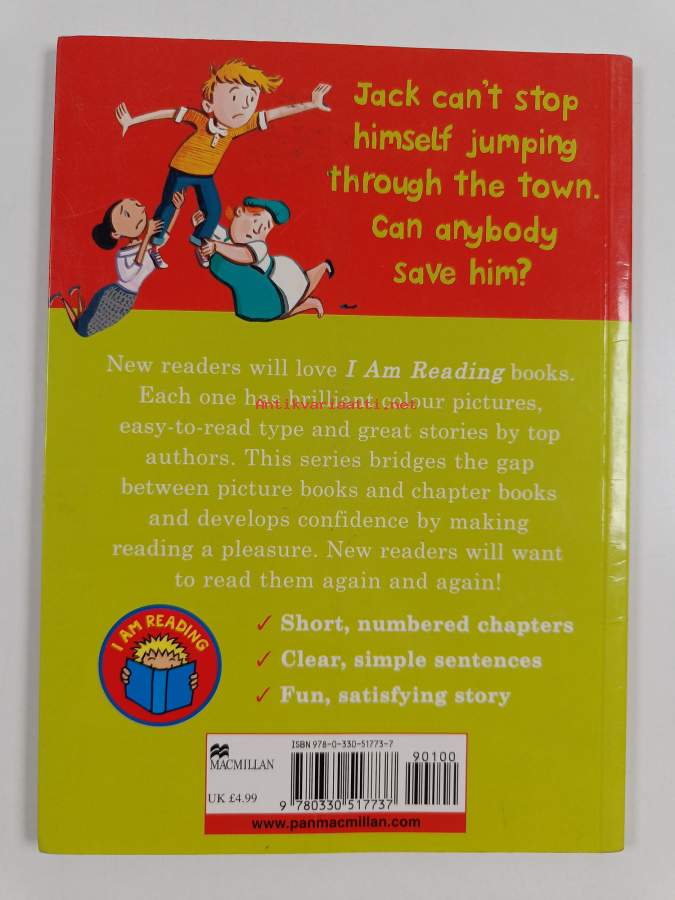 Jack can't stop
himself jumping
through the town.
Can anybody
save him?
New readers will love I Am Reading books.
Each one has brilliant colour pictures,
Antikvariaatti.net
easy-to-read type and great stories by top
authors. This series bridges the gap
between picture books and chapter books
and develops confidence by making
reading a pleasure. New readers will want
to read them again and again!
I AM READING
✓ Short, numbered chapters
✓ Clear, simple sentences
✓ Fun, satisfying story
MACMILLAN
UK £4.99
ISBN 978-0-330-51773-7
90100
9 780330 517737
www.panmacmillan.com